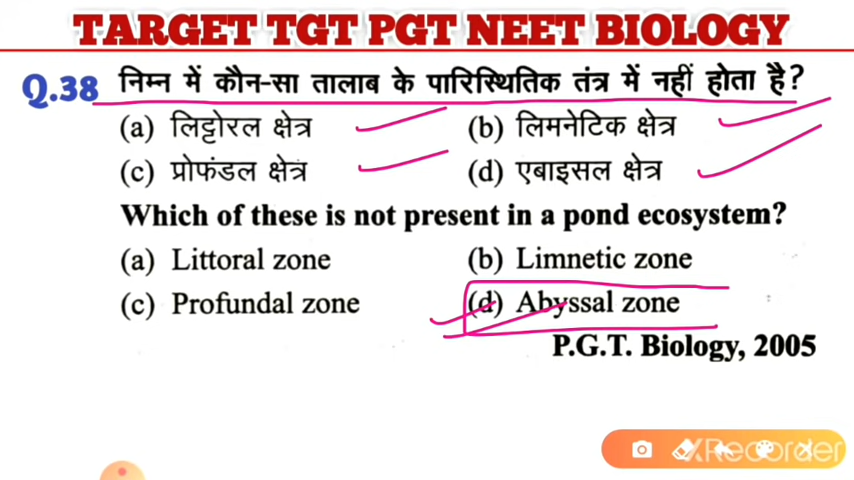 TARGET TGT PGT NEET BIOLOGY
Q.38 निम्न में कौन-सा तालाब के पारिस्थितिक तंत्र में नहीं होता है?
(a) लिट्टोरल क्षेत्र (b) लिमनेटिक क्षेत्र
(c) प्रोफंडल क्षेत्र (d) एबाइसल क्षेत्र
Which of these is not present in a pond ecosystem?
(a) Littoral zone (b) Limnetic zone
(c) Profundal zone (d) Abyssal zone
P.G.T. Biology, 2005
XRecorder